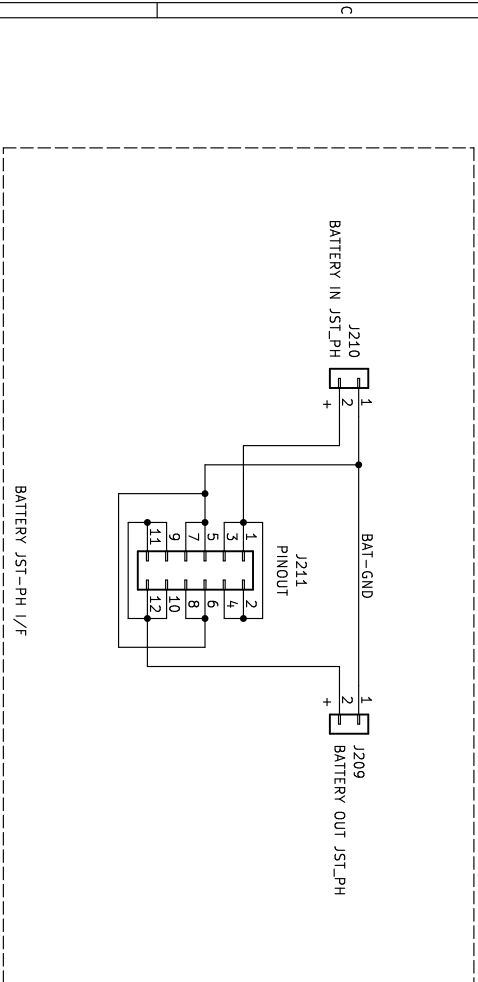 C
BATTERY IN JST_PH
J210
1
2
+
BAT-GND
1
2
+
J209
BATTERY OUT JST_PH
J211
PINOUT
1
3
5
7
9
11
2
4
6
8
10
12
BATTERY JST-PH I/F